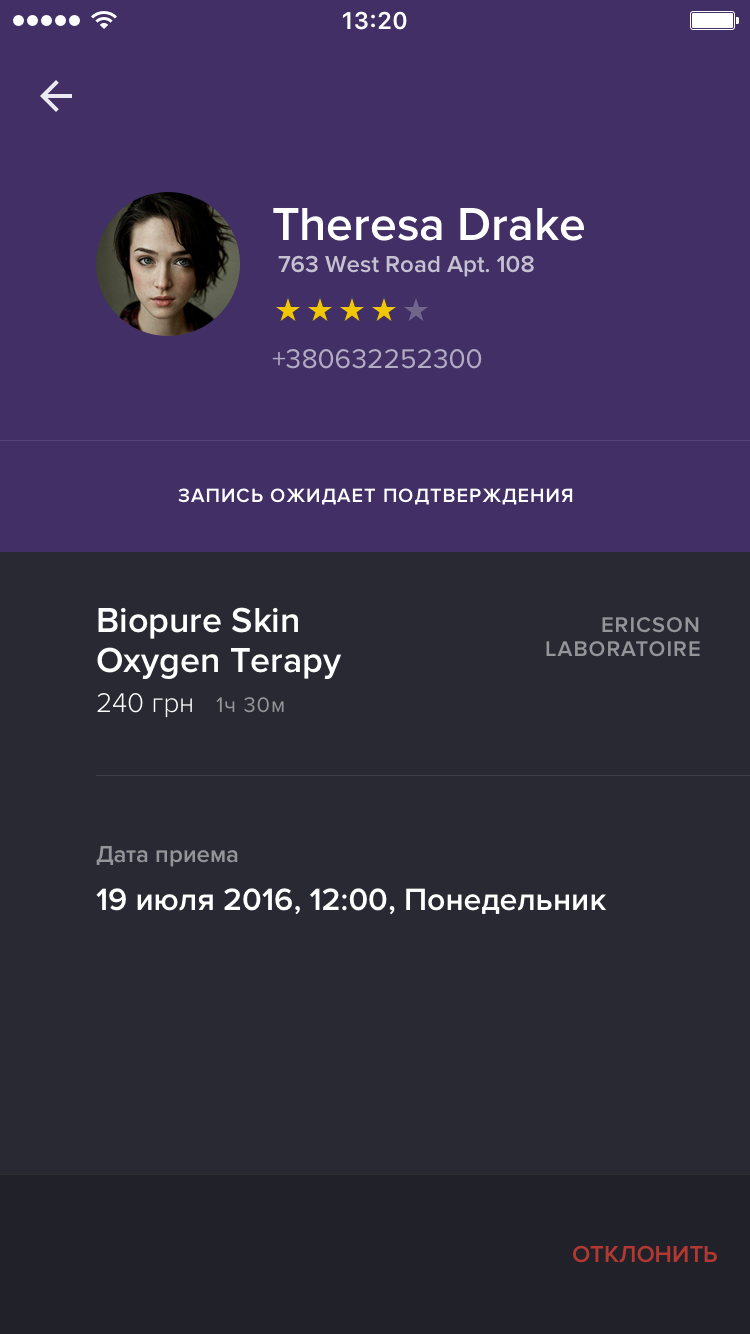 13:20
Theresa Drake
763 West Road Apt. 108
+380632252300
ЗАПИСЬ ОЖИДАЕТ ПОДТВЕРЖДЕНИЯ
Biopure Skin
Oxygen Terapy
ERICSON
LABORATOIRE
240 грн 1ч 30м
Дата приема
19 июля 2016, 12:00, Понедельник
ОТКЛОНИТЬ